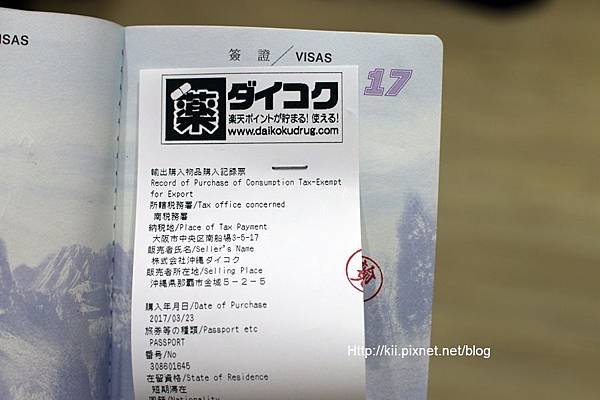 ISAS
簽證/VISAS
17
薬
ダイコク
楽天ポイントが貯まる!使える!
www.daikokudrug.com
輸出購入物品購入記録票
Record of Purchase of Consumption Tax-Exempt
for Export
所轄税務署/Tax office concerned
南税務署
納税地/Place of Tax Payment
大阪市中央区南船場3-5-17
販売者氏名/Seller's Name
株式会社沖縄ダイコク
販売者所在地/Selling Place
沖縄県那覇市金城5-2-5
購入年月日/Date of Purchase
2017/03/23
旅券等の種類/Passport etc
PASSPORT
番号/No
308601645
在留資格/State of Residence
短期滞在
国籍/Nationality
Http://kii.pixnet.net/blog